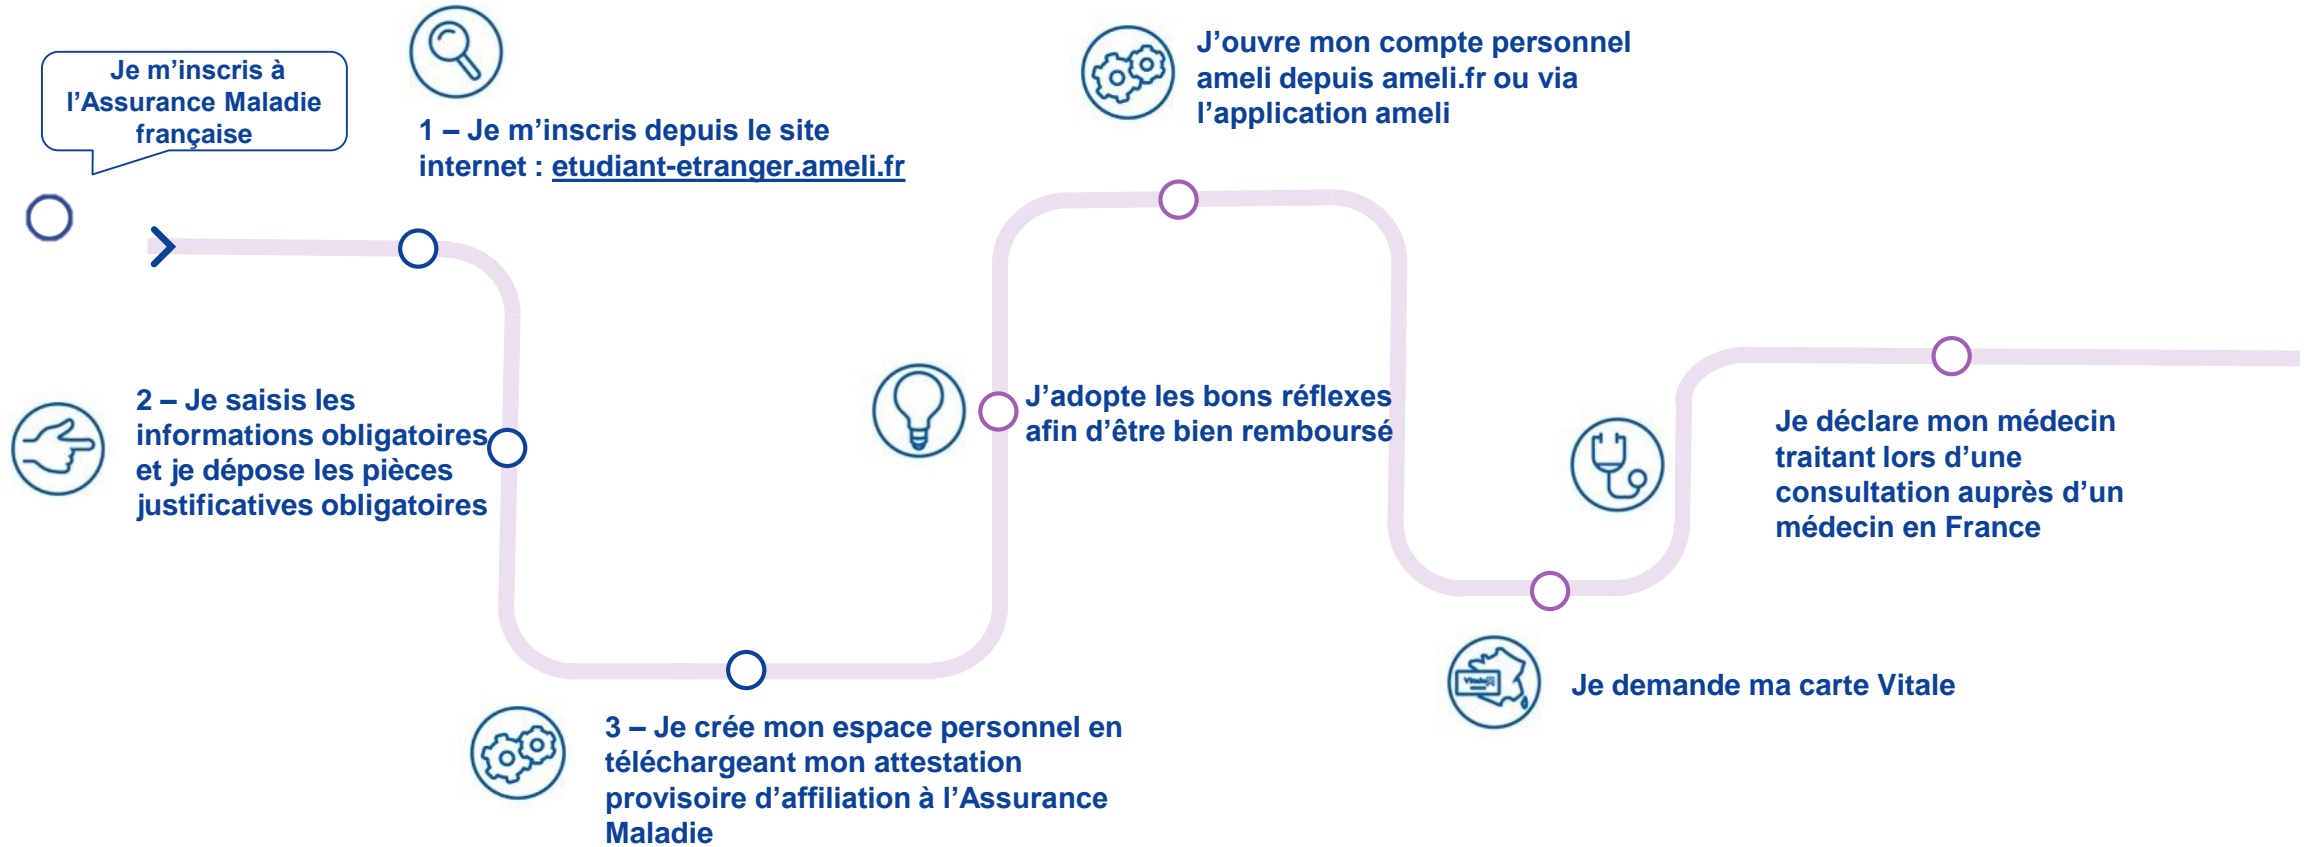 Je m’inscris à
l’Assurance Maladie
française
1 – Je m’inscris depuis le site
internet : etudiant-etranger.ameli.fr
2 – Je saisis les
informations obligatoires
et je dépose les pièces
justificatives obligatoires
3 – Je crée mon espace personnel en
téléchargeant mon attestation
provisoire d’affiliation à l’Assurance
Maladie
J’adopte les bons réflexes
afin d’être bien remboursé
J’ouvre mon compte personnel
ameli depuis ameli.fr ou via
l’application ameli
Vitale
Je demande ma carte Vitale
Je déclare mon médecin
traitant lors d’une
consultation auprès d’un
médecin en France